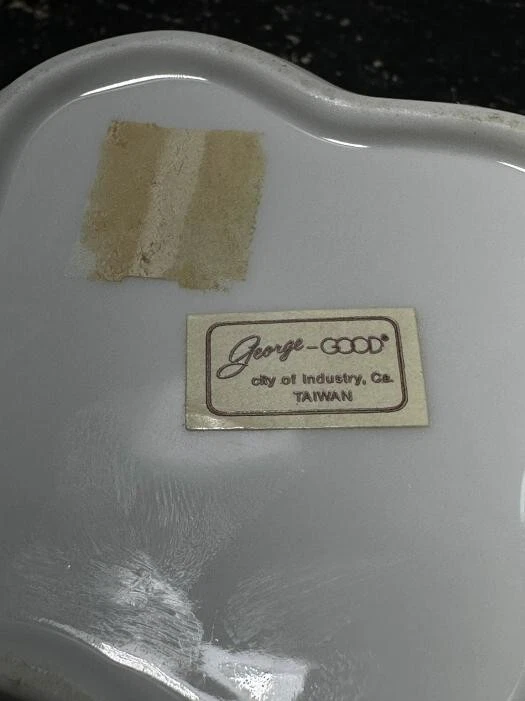 George-GOOD®
city of Industry, Ca.
TAIWAN